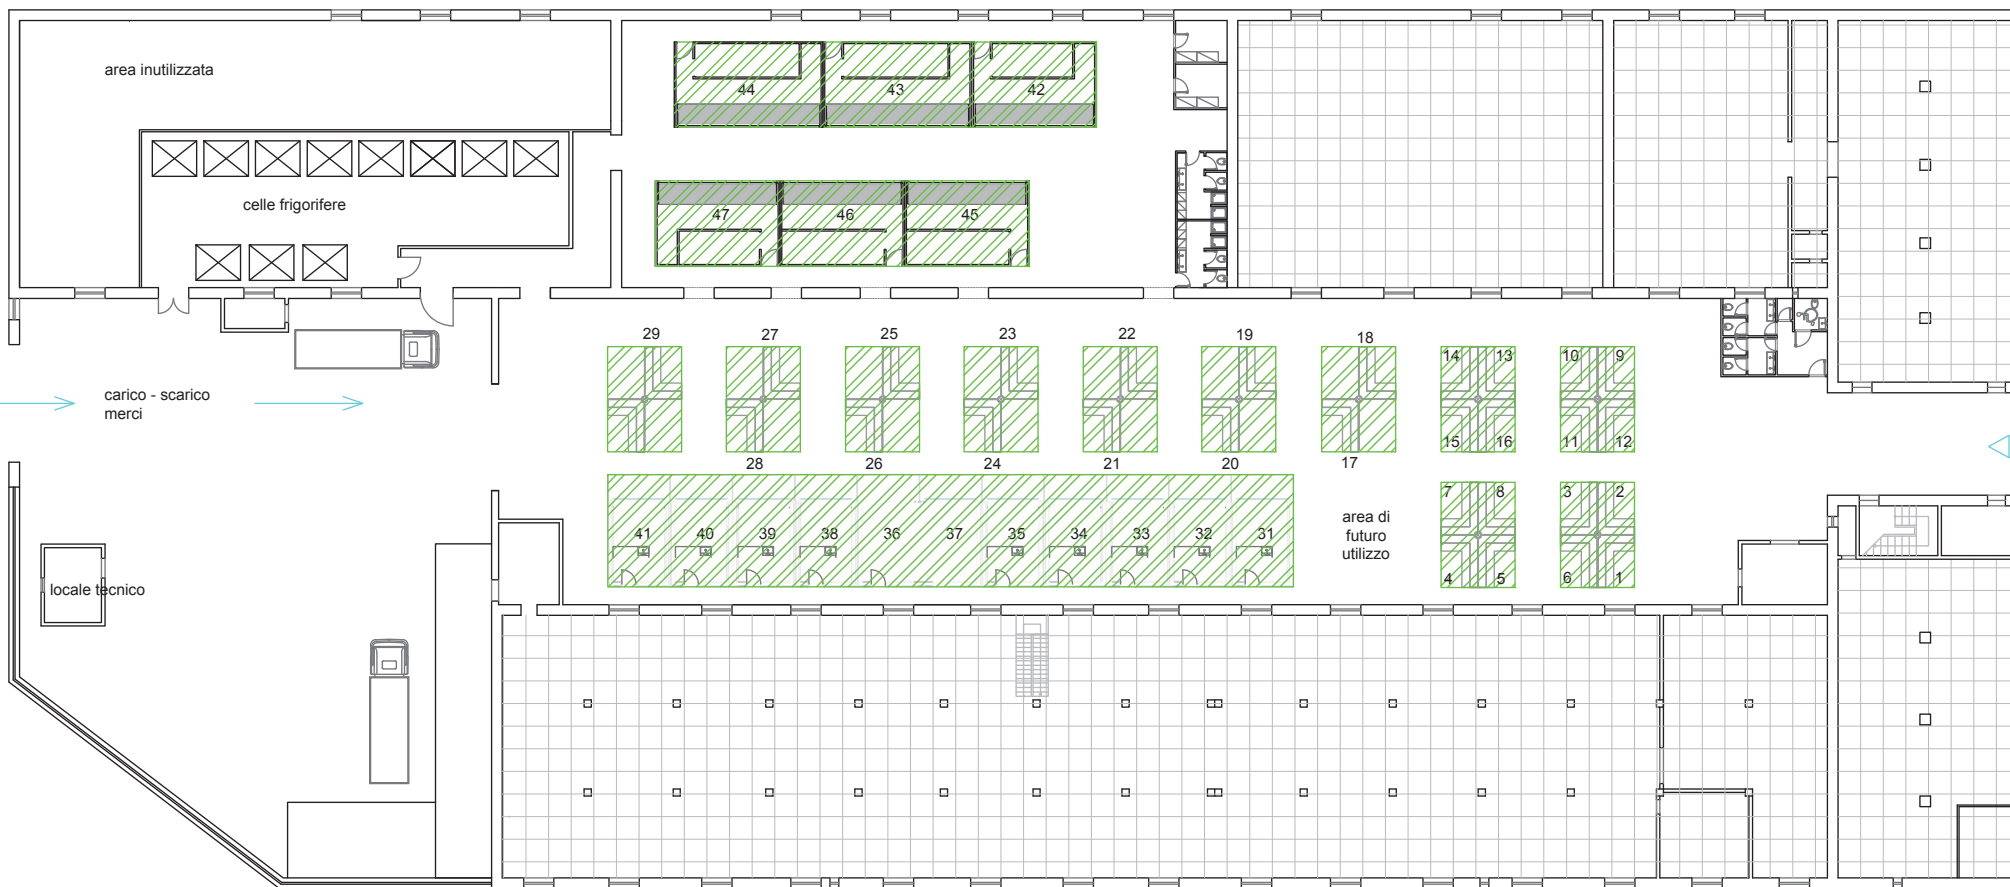 area inutilizzata
44 43 42
celle frigorifere
47 46 45
29 27 25 23 22 19 18
14 13 10 9
carico - scarico
merci
15 16 11 12
28 26 24 21 20 17
7 8 3 2
area di
futuro
utilizzo
41 40 39 38 36 37 35 34 33 32 31
4 5 6 1
locale tecnico